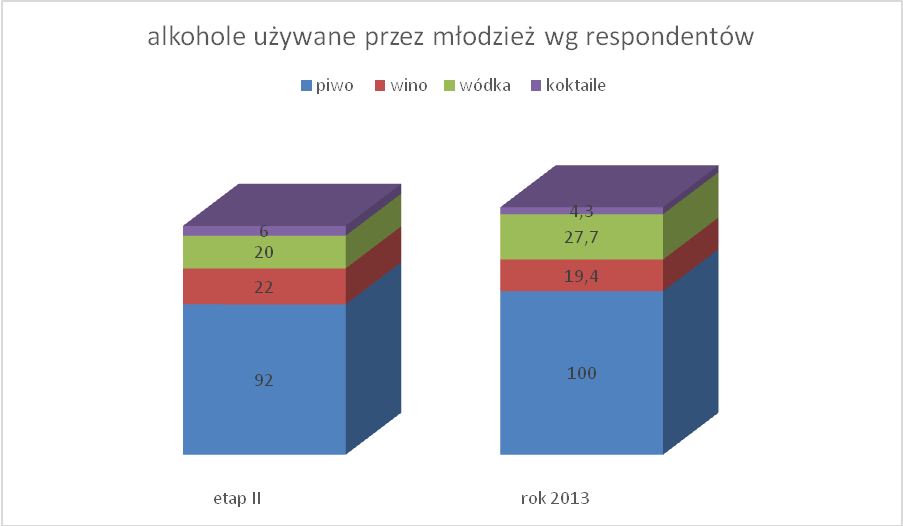 alkohole używane przez młodzież wg respondentów
piwo wino wódka koktaile
6 4,3
20 27,7
22 19,4
92 100
etap II rok 2013